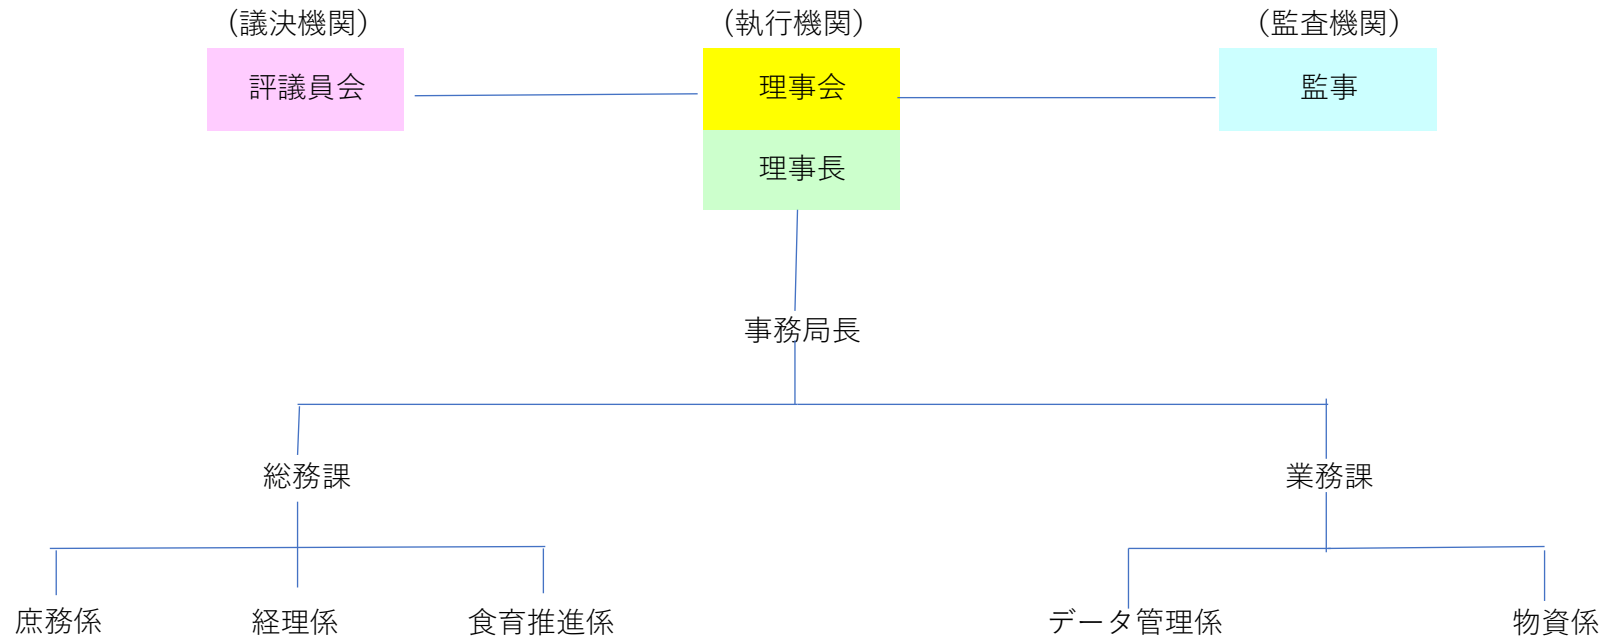 （議決機関）
（執行機関）
（監査機関）
評議員会
理事会
監事
理事長
事務局長
総務課
業務課
庶務係
経理係
食育推進係
データ管理係
物資係